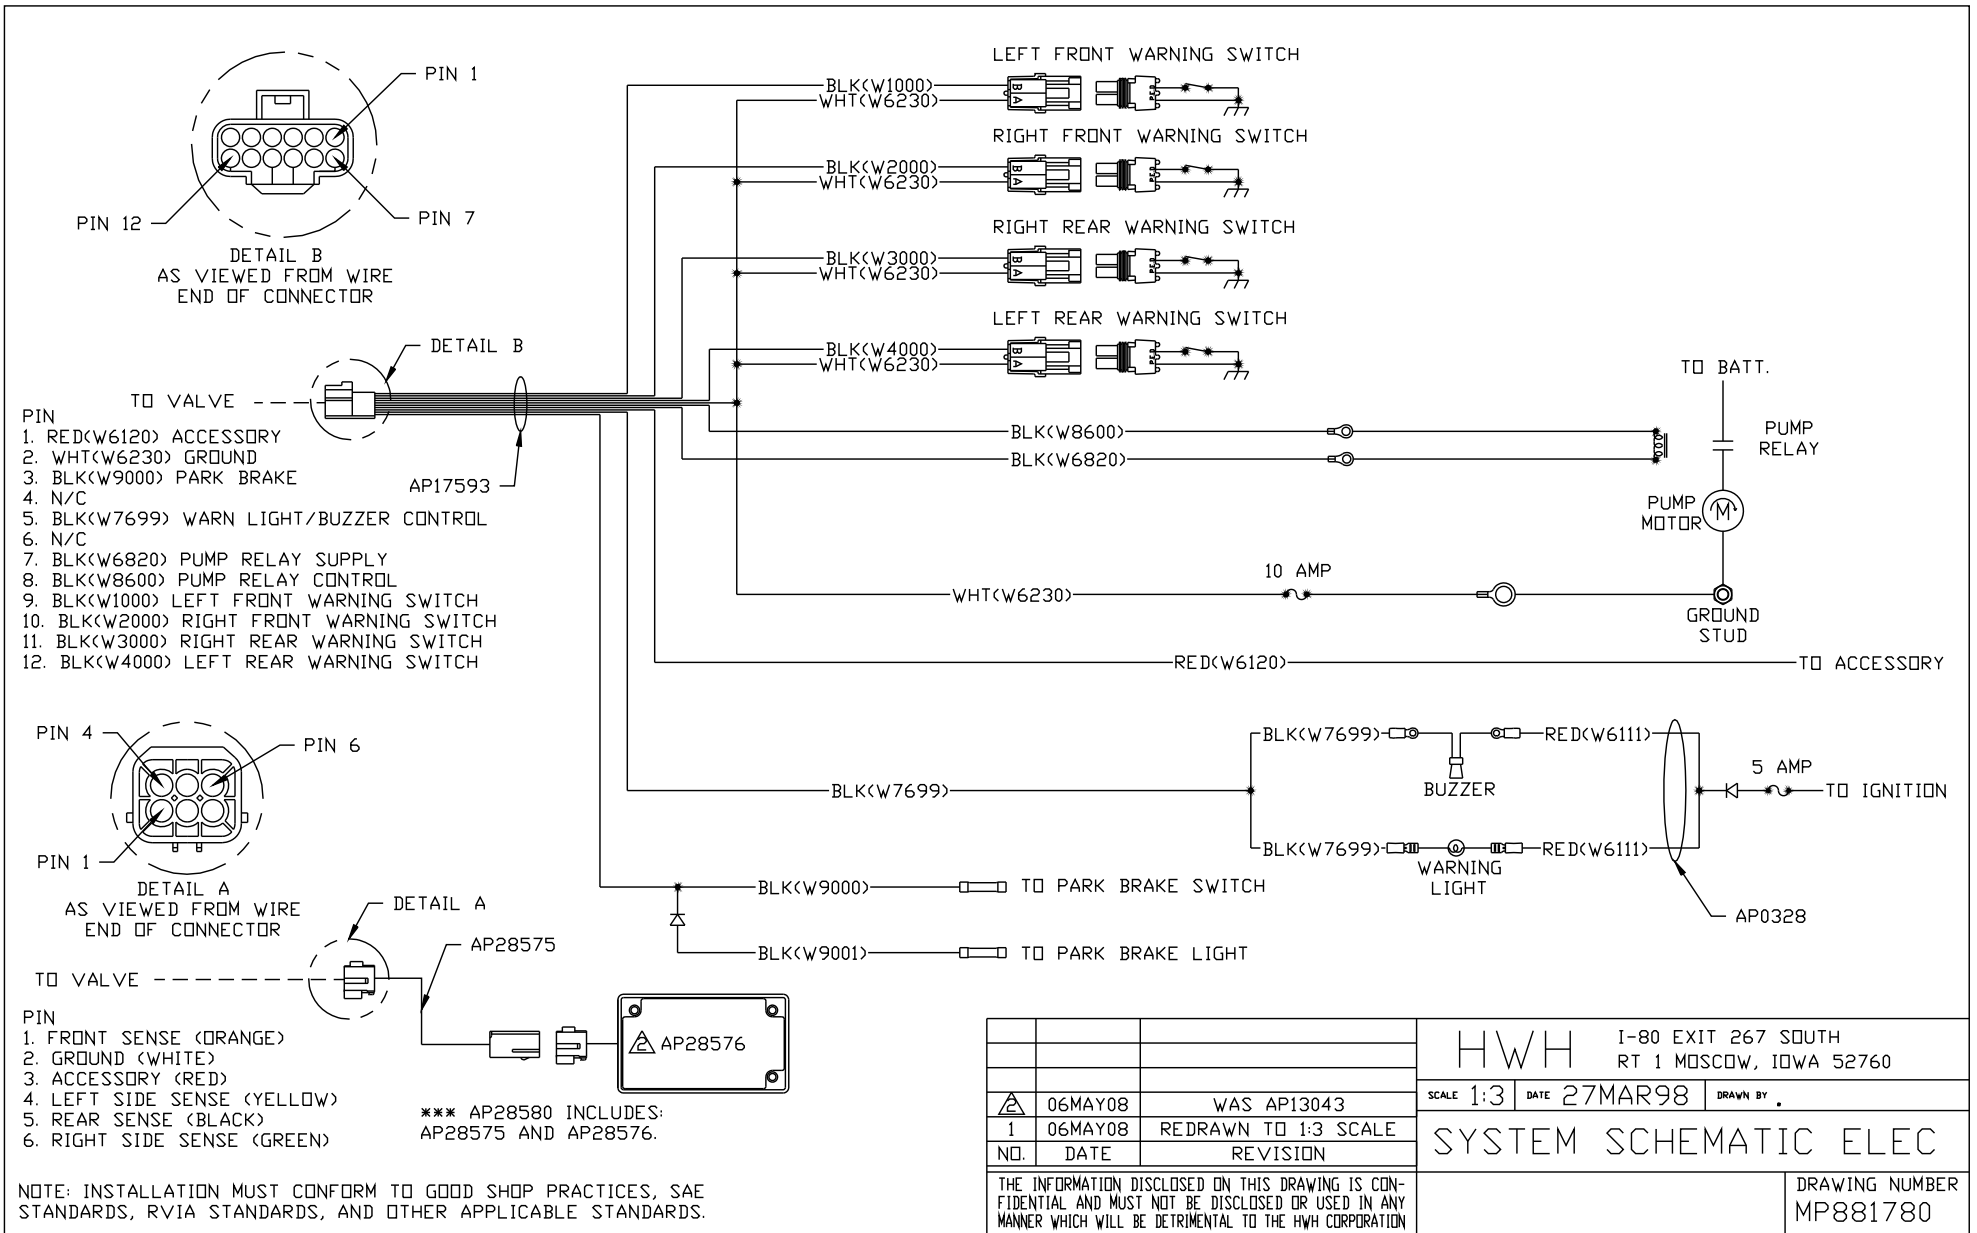 PIN 1
PIN 12
PIN 7
DETAIL B
AS VIEWED FROM WIRE
END OF CONNECTOR
LEFT FRONT WARNING SWITCH
BLK(W1000)
WHT(W6230)
B
A
RIGHT FRONT WARNING SWITCH
BLK(W2000)
WHT(W6230)
B
A
RIGHT REAR WARNING SWITCH
BLK(W3000)
WHT(W6230)
B
A
LEFT REAR WARNING SWITCH
BLK(W4000)
WHT(W6230)
B
A
DETAIL B
TO VALVE
AP17593
PIN
1. RED(W6120) ACCESSORY
2. WHT(W6230) GROUND
3. BLK(W9000) PARK BRAKE
4. N/C
5. BLK(W7699) WARN LIGHT/BUZZER CONTROL
6. N/C
7. BLK(W6820) PUMP RELAY SUPPLY
8. BLK(W8600) PUMP RELAY CONTROL
9. BLK(W1000) LEFT FRONT WARNING SWITCH
10. BLK(W2000) RIGHT FRONT WARNING SWITCH
11. BLK(W3000) RIGHT REAR WARNING SWITCH
12. BLK(W4000) LEFT REAR WARNING SWITCH
TO BATT.
BLK(W8600)
BLK(W6820)
PUMP
RELAY
PUMP
MOTOR
M
10 AMP
WHT(W6230)
GROUND
STUD
RED(W6120)
TO ACCESSORY
BLK(W7699)
RED(W6111)
BUZZER
5 AMP
TO IGNITION
BLK(W7699)
BLK(W7699)
RED(W6111)
WARNING
LIGHT
AP0328
BLK(W9000)
TO PARK BRAKE SWITCH
BLK(W9001)
TO PARK BRAKE LIGHT
PIN 4
PIN 6
PIN 1
DETAIL A
AS VIEWED FROM WIRE
END OF CONNECTOR
DETAIL A
AP28575
TO VALVE
PIN
1. FRONT SENSE (ORANGE)
2. GROUND (WHITE)
3. ACCESSORY (RED)
4. LEFT SIDE SENSE (YELLOW)
5. REAR SENSE (BLACK)
6. RIGHT SIDE SENSE (GREEN)
2 AP28576
*** AP28580 INCLUDES:
AP28575 AND AP28576.
NOTE: INSTALLATION MUST CONFORM TO GOOD SHOP PRACTICES, SAE
STANDARDS, RVIA STANDARDS, AND OTHER APPLICABLE STANDARDS.
2 06MAY08 WAS AP13043
1 06MAY08 REDRAWN TO 1:3 SCALE
NO. DATE REVISION
THE INFORMATION DISCLOSED ON THIS DRAWING IS CON-
FIDENTIAL AND MUST NOT BE DISCLOSED OR USED IN ANY
MANNER WHICH WILL BE DETRIMENTAL TO THE HWH CORPORATION
HWH
I-80 EXIT 267 SOUTH
RT 1 MOSCOW, IOWA 52760
SCALE 1:3 DATE 27MAR98 DRAWN BY .
SYSTEM SCHEMATIC ELEC
DRAWING NUMBER
MP881780